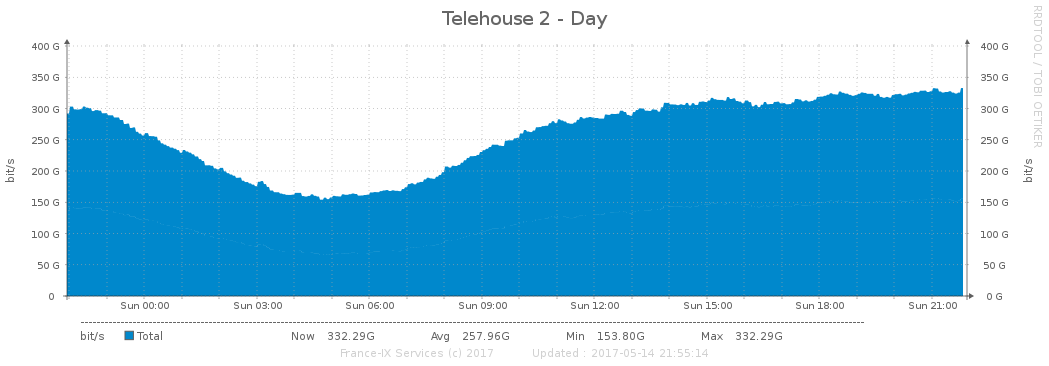 Telehouse 2 - Day
RRDTOOL / TOBI OETIKER
bit/s
400 G 400 G
350 G 350 G
300 G 300 G
250 G 250 G
200 G 200 G
150 G 150 G
100 G 100 G
50 G 50 G
0 0 G
bit/s
Sun 00:00 Sun 03:00 Sun 06:00 Sun 09:00 Sun 12:00 Sun 15:00 Sun 18:00 Sun 21:00
bit/s Total Now 332.29G Avg 257.96G Min 153.80G Max 332.29G
France-IX Services (c) 2017 Updated : 2017-05-14 21:55:14